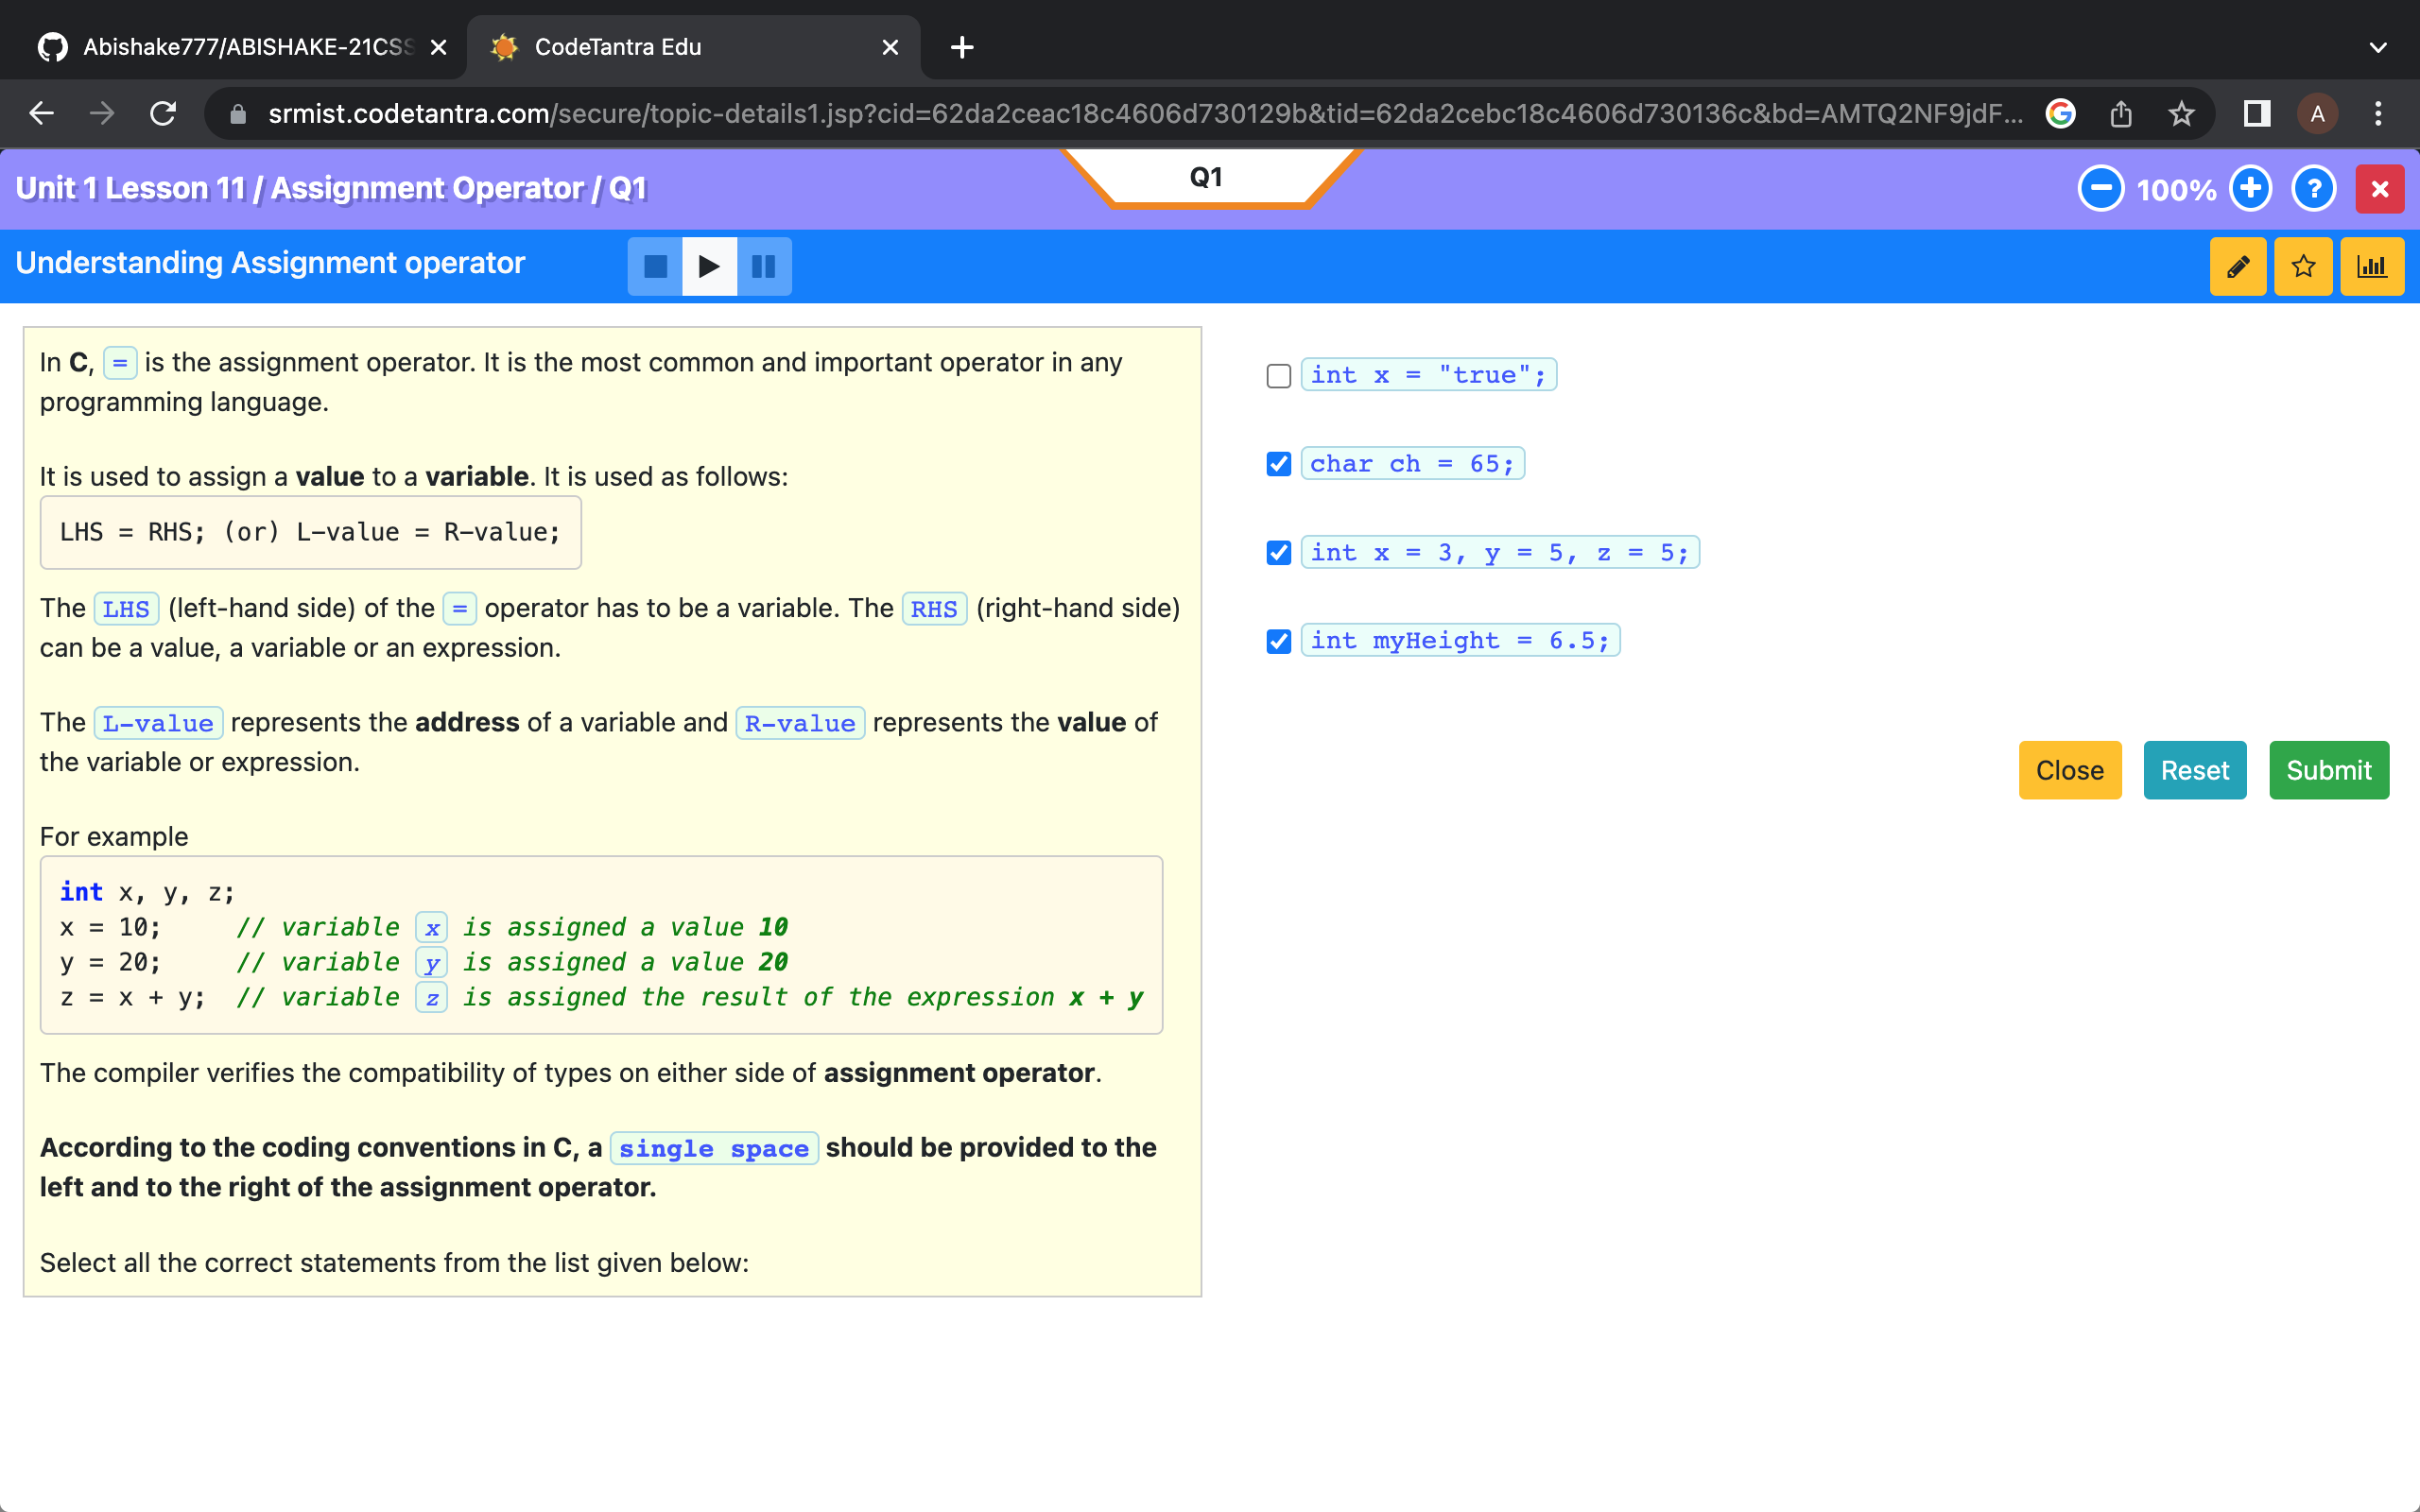 Abishake777/ABISHAKE-21CSS
CodeTantra Edu
srmist.codetantra.com/secure/topic-details1.jsp?cid=62da2ceac18c4606d730129b&tid=62da2cebc18c4606d730136c&bd=AMTQ2NF9jdF...
A
Unit 1 Lesson 11 / Assignment Operator / Q1
Q1
100%
?
Understanding Assignment operator
In C, = is the assignment operator. It is the most common and important operator in any
programming language.
It is used to assign a value to a variable. It is used as follows:
LHS = RHS; (or) L-value = R-value;
The LHS (left-hand side) of the = operator has to be a variable. The RHS (right-hand side)
can be a value, a variable or an expression.
The L-value represents the address of a variable and R-value represents the value of
the variable or expression.
For example
int x, y, z;
x = 10; // variable x is assigned a value 10
y = 20; // variable y is assigned a value 20
z = x + y; // variable z is assigned the result of the expression x + y
The compiler verifies the compatibility of types on either side of assignment operator.
According to the coding conventions in C, a single space should be provided to the
left and to the right of the assignment operator.
Select all the correct statements from the list given below:
int x = "true";
char ch = 65;
int x = 3, y = 5, z = 5;
int myHeight = 6.5;
Close
Reset
Submit